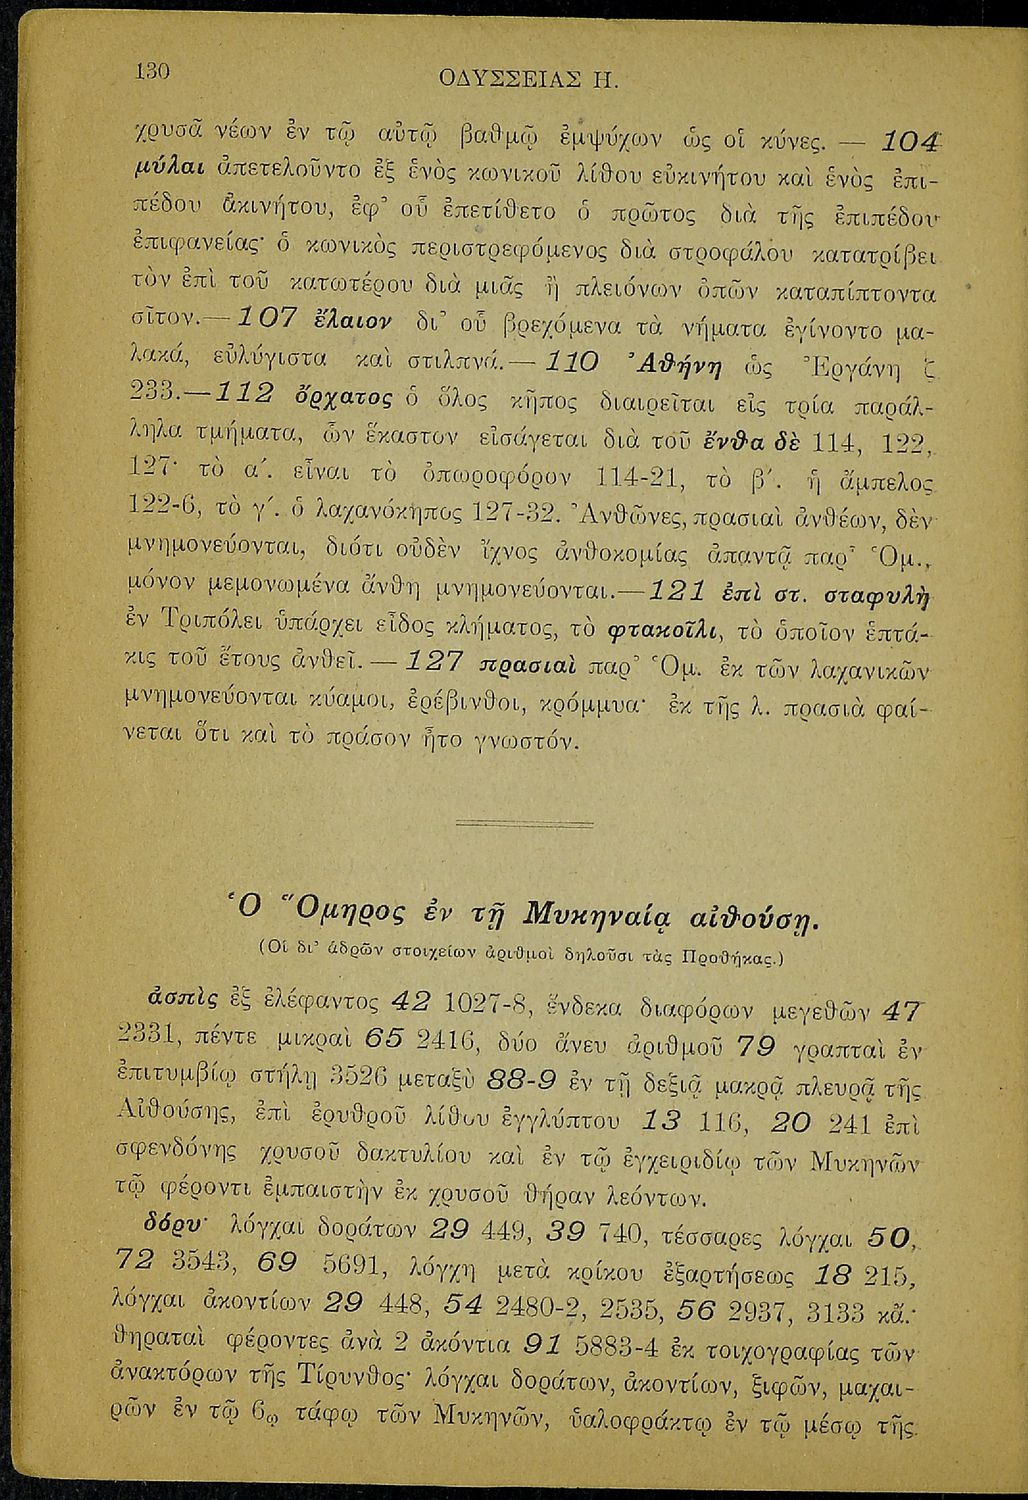 130
ΟΔΥΣΣΕΙΑΣ Η.
χρυσᾶ νέων ἐν τῷ αὐτῷ βαθμῷ ἐμψύχων ὡς οἱ κύνες. — 104
μύλαι ἀπετελοῦντο ἐξ ἑνὸς κωνικοῦ λίθου εὐκινήτου καὶ ἑνὸς ἐπι-
πέδου ἀκινήτου, ἐφ’ οὗ ἐπετίθετο ὁ πρῶτος διὰ τῆς ἐπιπέδου
ἐπιφανείας· ὁ κωνικὸς περιστρεφόμενος διὰ στροφάλου κατατρίβει
τὸν ἐπὶ τοῦ κατωτέρου διὰ μιᾶς ἢ πλειόνων ὀπῶν καταπίπτοντα
σῖτον.— 107 ἔλαιον δι’ οὗ βρεχόμενα τὰ νήματα ἐγίνοντο μα-
λακά, εὐλύγιστα καὶ στιλπνά.— 110 Ἀθήνη ὡς Ἐργάνη ζ
233.—112 ὄρχατος ὁ ὅλος κῆπος διαιρεῖται εἰς τρία παράλ-
ληλα τμήματα, ὧν ἕκαστον εἰσάγεται διὰ τοῦ ἔνθα δὲ 114, 122,
127· τὸ α΄. εἶναι τὸ ὀπωροφόρον 114-21, τὸ β΄. ἡ ἄμπελος
122-6, τὸ γ΄. ὁ λαχανόκηπος 127-32. Ἀνθῶνες, πρασιαὶ ἀνθέων, δὲν
μνημονεύονται, διότι οὐδὲν ἴχνος ἀνθοκομίας ἀπαντᾷ παρ’ Ὁμ.,
μόνον μεμονωμένα ἄνθη μνημονεύονται.—121 ἐπὶ στ. σταφυλὴ
ἐν Τριπόλει ὑπάρχει εἶδος κλήματος, τὸ φτακοῖλι, τὸ ὁποῖον ἑπτά-
κις τοῦ ἔτους ἀνθεῖ. — 127 πρασιαὶ παρ’ Ὁμ. ἐκ τῶν λαχανικῶν
μνημονεύονται κύαμοι, ἐρέβινθοι, κρόμμυα· ἐκ τῆς λ. πρασιὰ φαί-
νεται ὅτι καὶ τὸ πράσον ἦτο γνωστόν.
Ὁ Ὅμηρος ἐν τῇ Μυκηναίᾳ αἰθούσῃ.
(Οἱ δι’ ἁδρῶν στοιχείων ἀριθμοὶ δηλοῦσι τὰς Προθήκας.)
ἀσπὶς ἐξ ἐλέφαντος 42 1027-8, ἕνδεκα διαφόρων μεγεθῶν 47
2331, πέντε μικραὶ 65 2416, δύο ἄνευ ἀριθμοῦ 79 γραπταὶ ἐν
ἐπιτυμβίῳ στήλῃ 3526 μεταξὺ 88-9 ἐν τῇ δεξιᾷ μακρᾷ πλευρᾷ τῆς
Αἰθούσης, ἐπὶ ἐρυθροῦ λίθου ἐγγλύπτου 13 116, 20 241 ἐπὶ
σφενδόνης χρυσοῦ δακτυλίου καὶ ἐν τῷ ἐγχειριδίῳ τῶν Μυκηνῶν
τῷ φέροντι ἐμπαιστὴν ἐκ χρυσοῦ θήραν λεόντων.
δόρυ· λόγχαι δοράτων 29 449, 39 740, τέσσαρες λόγχαι 50,
72 3543, 69 5691, λόγχη μετὰ κρίκου ἐξαρτήσεως 18 215,
λόγχαι ἀκοντίων 29 448, 54 2480-2, 2535, 56 2937, 3133 κἄ.·
θηραταὶ φέροντες ἀνὰ 2 ἀκόντια 91 5883-4 ἐκ τοιχογραφίας τῶν
ἀνακτόρων τῆς Τίρυνθος· λόγχαι δοράτων, ἀκοντίων, ξιφῶν, μαχαι-
ρῶν ἐν τῷ 6ῳ τάφῳ τῶν Μυκηνῶν, ὑαλοφράκτῳ ἐν τῷ μέσῳ τῆς